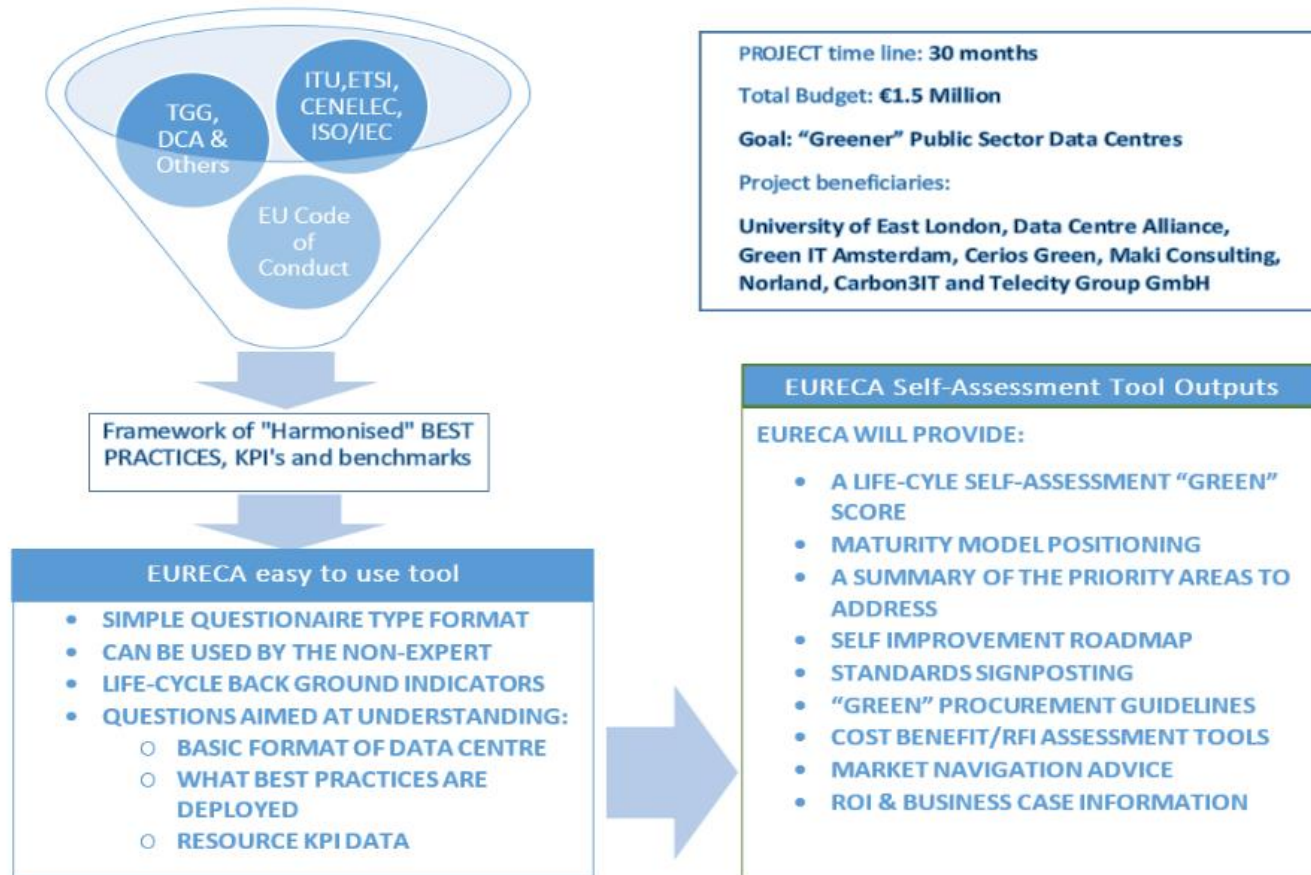 TGG,
DCA &
Others
ITU,ETSI,
CENELEC,
ISO/IEC
EU Code
of
Conduct
Framework of "Harmonised" BEST
PRACTICES, KPI's and benchmarks
EURECA easy to use tool
• SIMPLE QUESTIONAIRE TYPE FORMAT
• CAN BE USED BY THE NON-EXPERT
• LIFE-CYCLE BACK GROUND INDICATORS
• QUESTIONS AIMED AT UNDERSTANDING:
o BASIC FORMAT OF DATA CENTRE
o WHAT BEST PRACTICES ARE
DEPLOYED
o RESOURCE KPI DATA
PROJECT time line: 30 months
Total Budget: €1.5 Million
Goal: “Greener” Public Sector Data Centres
Project beneficiaries:
University of East London, Data Centre Alliance,
Green IT Amsterdam, Cerios Green, Maki Consulting,
Norland, Carbon3IT and Telecity Group GmbH
EURECA Self-Assessment Tool Outputs
EURECA WILL PROVIDE:
• A LIFE-CYLE SELF-ASSESSMENT “GREEN”
SCORE
• MATURITY MODEL POSITIONING
• A SUMMARY OF THE PRIORITY AREAS TO
ADDRESS
• SELF IMPROVEMENT ROADMAP
• STANDARDS SIGNPOSTING
• “GREEN” PROCUREMENT GUIDELINES
• COST BENEFIT/RFI ASSESSMENT TOOLS
• MARKET NAVIGATION ADVICE
• ROI & BUSINESS CASE INFORMATION